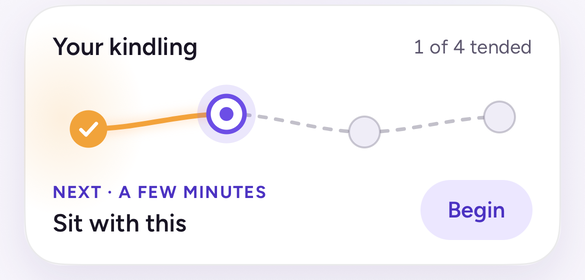 Your kindling
1 of 4 tended
NEXT · A FEW MINUTES
Sit with this
Begin